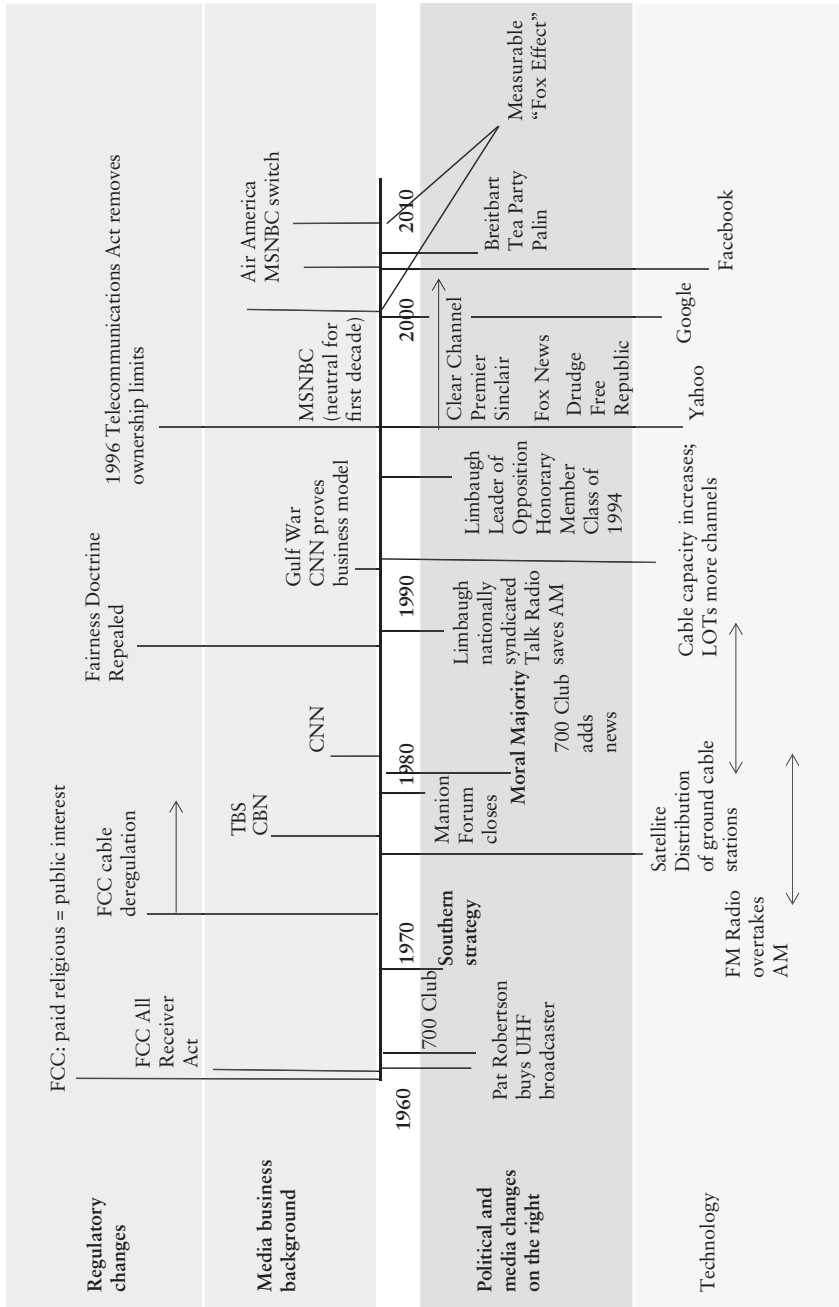 Regulatory
changes
FCC: paid religious = public interest
FCC All
Receiver
Act
FCC cable
deregulation
Fairness Doctrine
Repealed
1996 Telecommunications Act removes
ownership limits
Media business
background
TBS
CBN
CNN
Gulf War
CNN proves
business model
MSNBC
(neutral for
first decade)
Air America
MSNBC switch
1960
1970
1980
1990
2000
2010
Political and
media changes
on the right
Pat Robertson
buys UHF
broadcaster
700 Club
Southern
strategy
Manion
Forum
closes
Moral Majority
700 Club
adds
news
Limbaugh
nationally
syndicated
Talk Radio
saves AM
Limbaugh
Leader of
Opposition
Honorary
Member
Class of
1994
Clear Channel
Premier
Sinclair
Fox News
Drudge
Free
Republic
Breitbart
Tea Party
Palin
Measurable
“Fox Effect”
Technology
FM Radio
overtakes
AM
Satellite
Distribution
of ground cable
stations
Cable capacity increases;
LOTs more channels
Yahoo
Google
Facebook